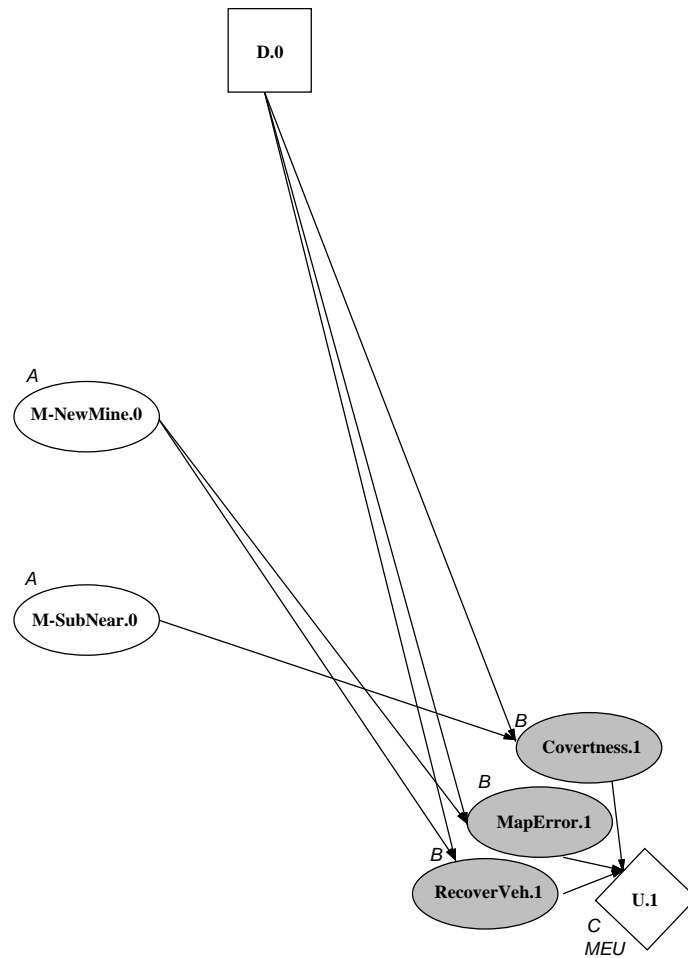 D.0
A
M-NewMine.0
A
M-SubNear.0
B
Covertness.1
B
MapError.1
B
RecoverVeh.1
U.1
C
MEU